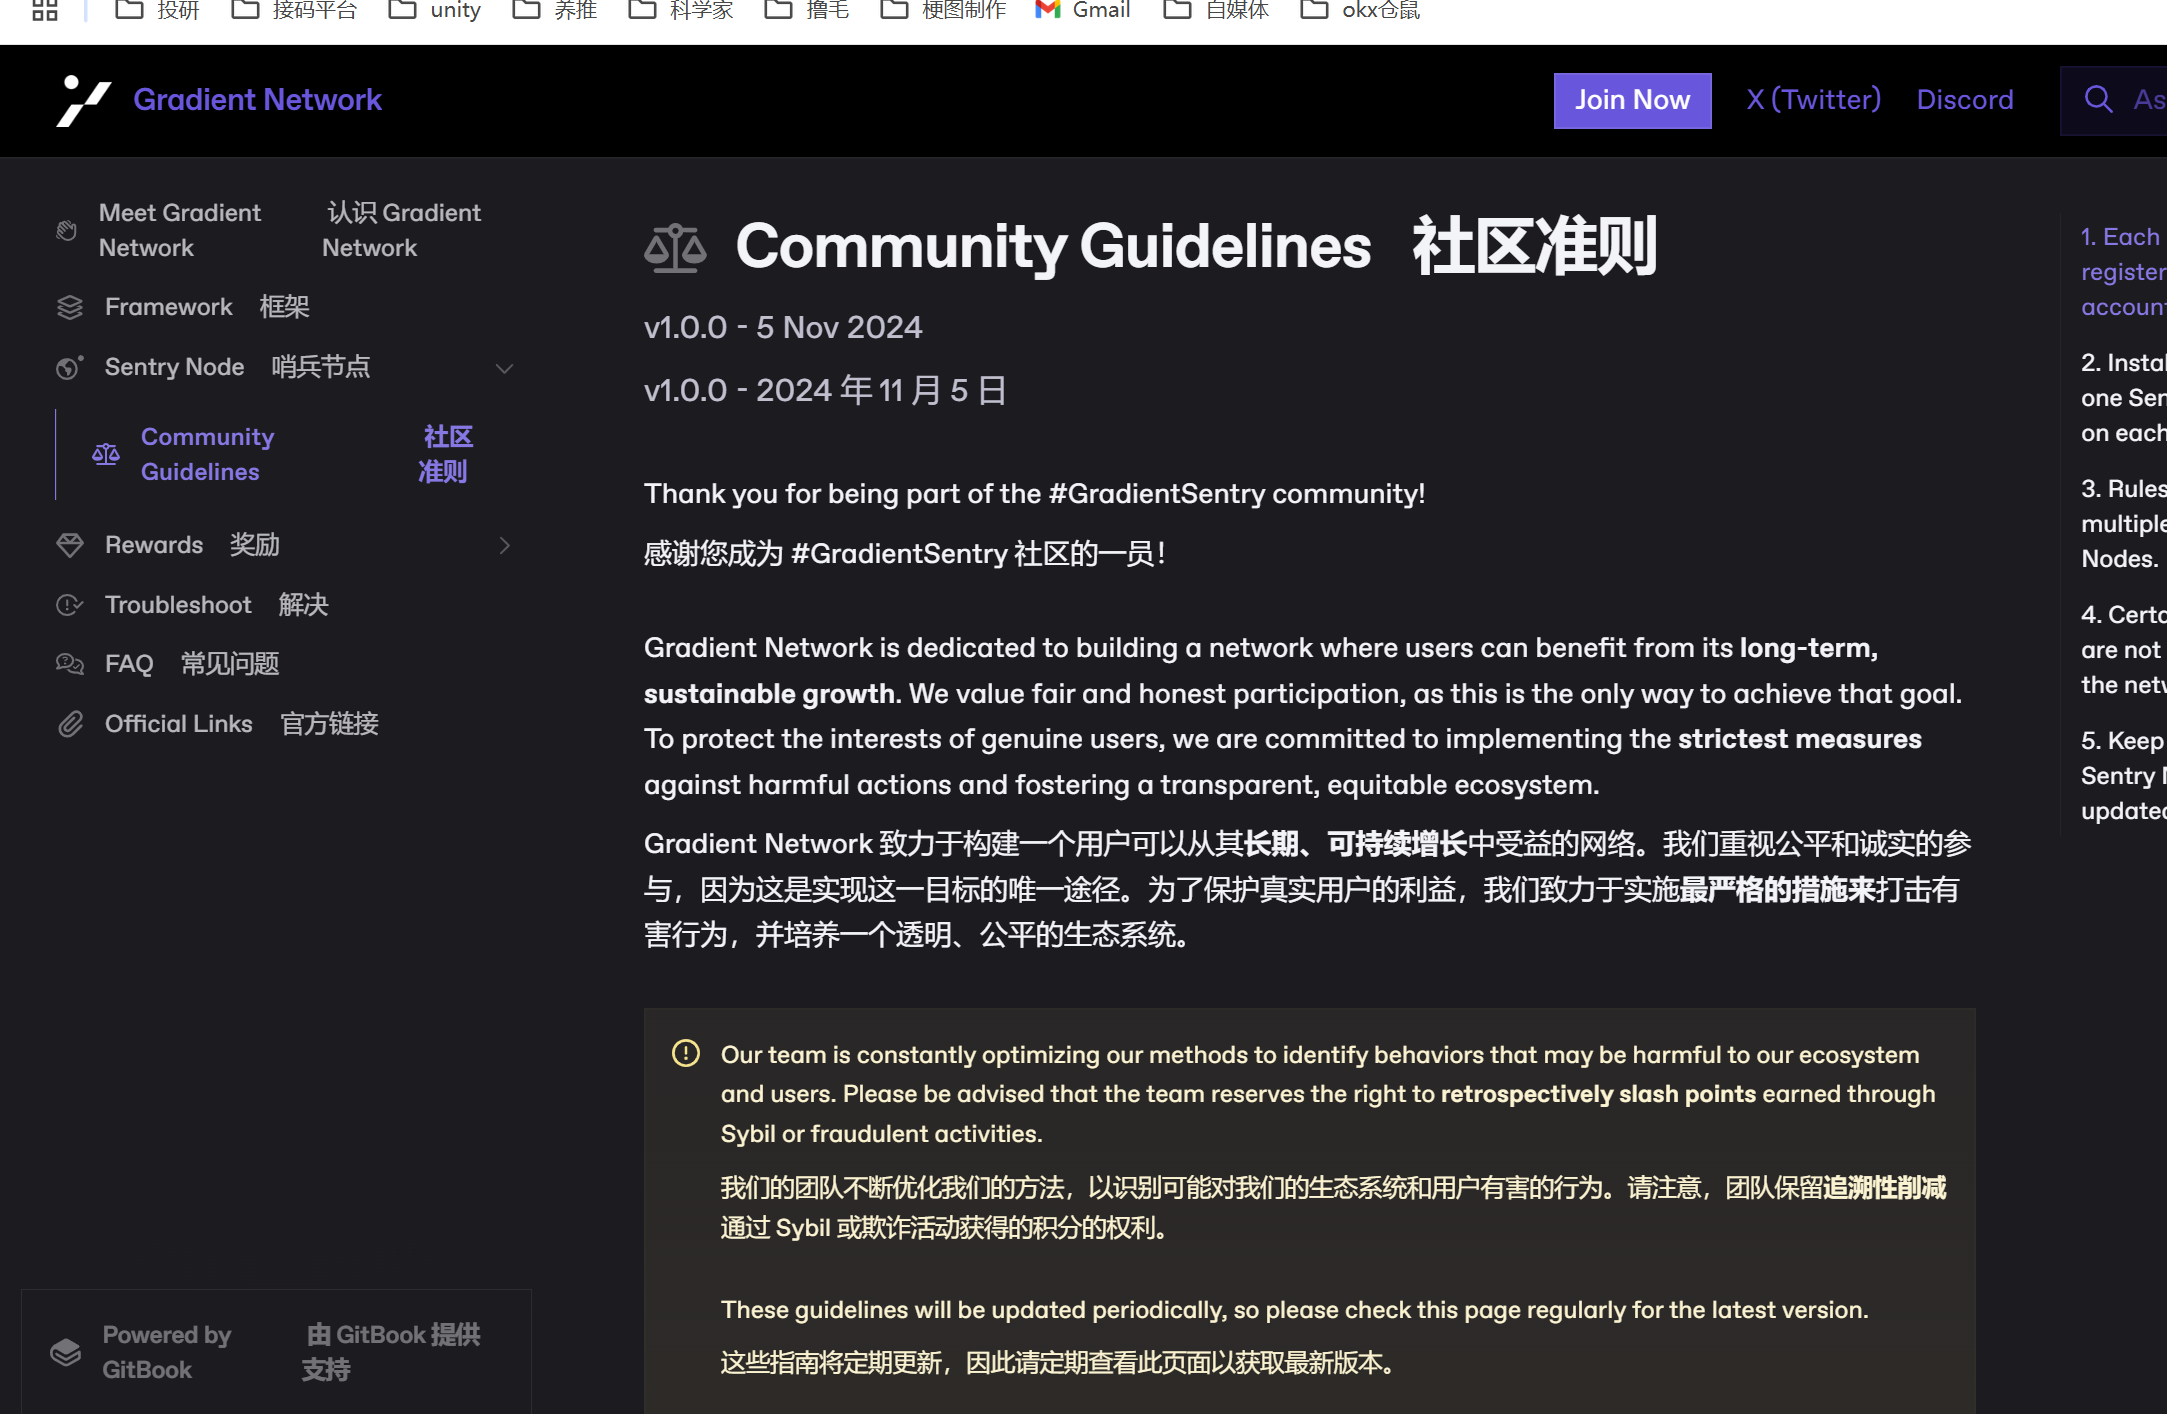 投研 接码平台 unity 养推 科学家 撸毛 梗图制作 Gmail 自媒体 okx仓鼠
Gradient Network
Join Now X (Twitter) Discord As
Meet Gradient Network 认识 Gradient Network
Framework 框架
Sentry Node 哨兵节点
Community Guidelines 社区准则
Rewards 奖励
Troubleshoot 解决
FAQ 常见问题
Official Links 官方链接
Powered by GitBook 由 GitBook 提供支持
Community Guidelines 社区准则
v1.0.0 - 5 Nov 2024
v1.0.0 - 2024 年 11 月 5 日
Thank you for being part of the #GradientSentry community!
感谢您成为 #GradientSentry 社区的一员！
Gradient Network is dedicated to building a network where users can benefit from its long-term,
sustainable growth. We value fair and honest participation, as this is the only way to achieve that goal.
To protect the interests of genuine users, we are committed to implementing the strictest measures
against harmful actions and fostering a transparent, equitable ecosystem.
Gradient Network 致力于构建一个用户可以从其长期、可持续增长中受益的网络。我们重视公平和诚实的参
与，因为这是实现这一目标的唯一途径。为了保护真实用户的利益，我们致力于实施最严格的措施来打击有
害行为，并培养一个透明、公平的生态系统。
Our team is constantly optimizing our methods to identify behaviors that may be harmful to our ecosystem
and users. Please be advised that the team reserves the right to retrospectively slash points earned through
Sybil or fraudulent activities.
我们的团队不断优化我们的方法，以识别可能对我们的生态系统和用户有害的行为。请注意，团队保留追溯性削减
通过 Sybil 或欺诈活动获得的积分的权利。
These guidelines will be updated periodically, so please check this page regularly for the latest version.
这些指南将定期更新，因此请定期查看此页面以获取最新版本。
1. Each
register
account
2. Instal
one Sen
on each
3. Rules
multiple
Nodes.
4. Certa
are not
the netw
5. Keep
Sentry
updated